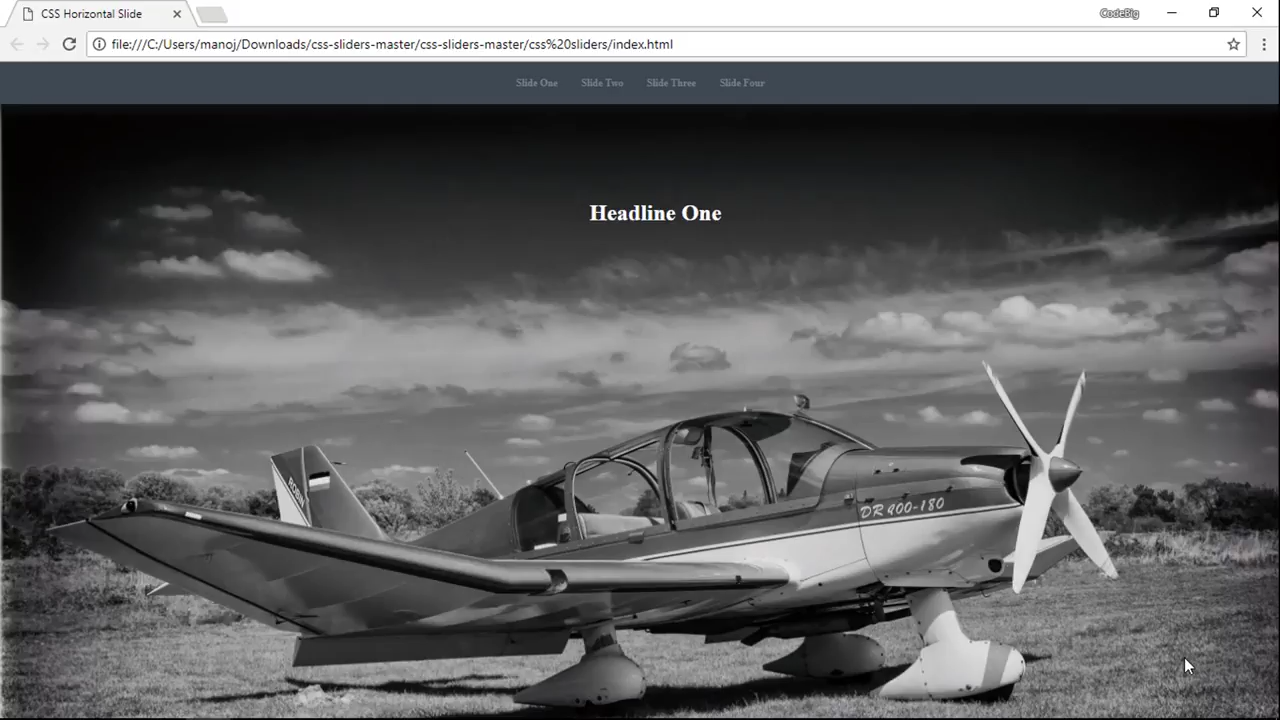 CSS Horizontal Slide
CodeBig
file:///C:/Users/manoj/Downloads/css-sliders-master/css-sliders-master/css%20sliders/index.html
Slide One Slide Two Slide Three Slide Four
Headline One
ROBIN
DR 400-180